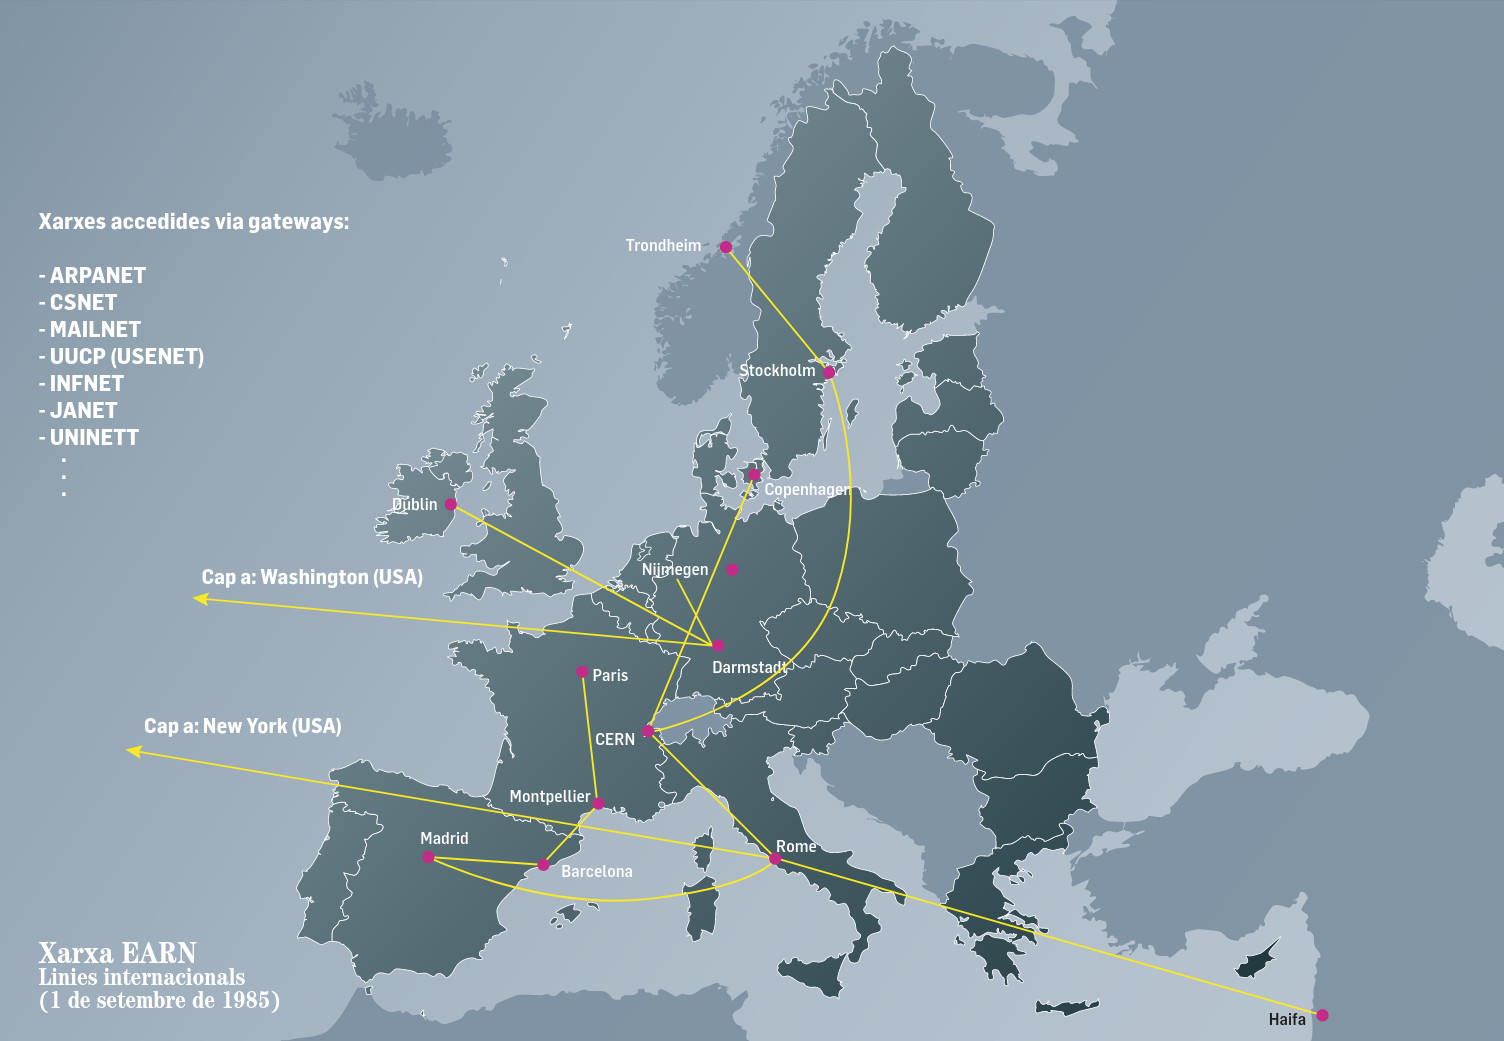 Xarxes accedides via gateways:
- ARPANET
- CSNET
- MAILNET
- UUCP (USENET)
- INFNET
- JANET
- UNINETT
.
.
.
Trondheim
Stockholm
Copenhagen
Dublin
Nijmegen
Cap a: Washington (USA)
Darmstadt
Paris
Cap a: New York (USA)
CERN
Montpellier
Madrid
Rome
Barcelona
Xarxa EARN
Linies internacionals
(1 de setembre de 1985)
Haifa